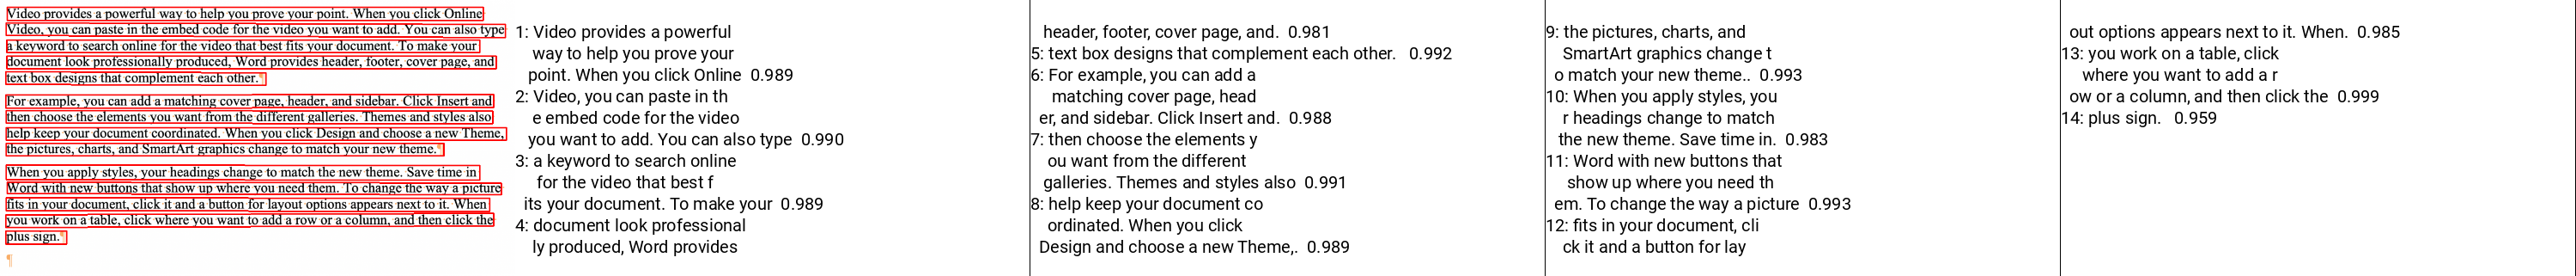 Video provides a powerful way to help you prove your point. When you click Online
Video, you can paste in the embed code for the video you want to add. You can also type
a keyword to search online for the video that best fits your document. To make your
document look professionally produced, Word provides header, footer, cover page, and
text box designs that complement each other.
For example, you can add a matching cover page, header, and sidebar. Click Insert and
then choose the elements you want from the different galleries. Themes and styles also
help keep your document coordinated. When you click Design and choose a new Theme,
the pictures, charts, and SmartArt graphics change to match your new theme.
When you apply styles, your headings change to match the new theme. Save time in
Word with new buttons that show up where you need them. To change the way a picture
fits in your document, click it and a button for layout options appears next to it. When
you work on a table, click where you want to add a row or a column, and then click the
plus sign.
¶
1: Video provides a powerful
way to help you prove your
point. When you click Online 0.989
2: Video, you can paste in th
e embed code for the video
you want to add. You can also type 0.990
3: a keyword to search online
for the video that best f
its your document. To make your 0.989
4: document look professional
ly produced, Word provides
header, footer, cover page, and. 0.981
5: text box designs that complement each other. 0.992
6: For example, you can add a
matching cover page, head
er, and sidebar. Click Insert and. 0.988
7: then choose the elements y
ou want from the different
galleries. Themes and styles also 0.991
8: help keep your document co
ordinated. When you click
Design and choose a new Theme,. 0.989
9: the pictures, charts, and
SmartArt graphics change t
o match your new theme.. 0.993
10: When you apply styles, you
r headings change to match
the new theme. Save time in. 0.983
11: Word with new buttons that
show up where you need th
em. To change the way a picture 0.993
12: fits in your document, cli
ck it and a button for lay
out options appears next to it. When. 0.985
13: you work on a table, click
where you want to add a r
ow or a column, and then click the 0.999
14: plus sign. 0.959